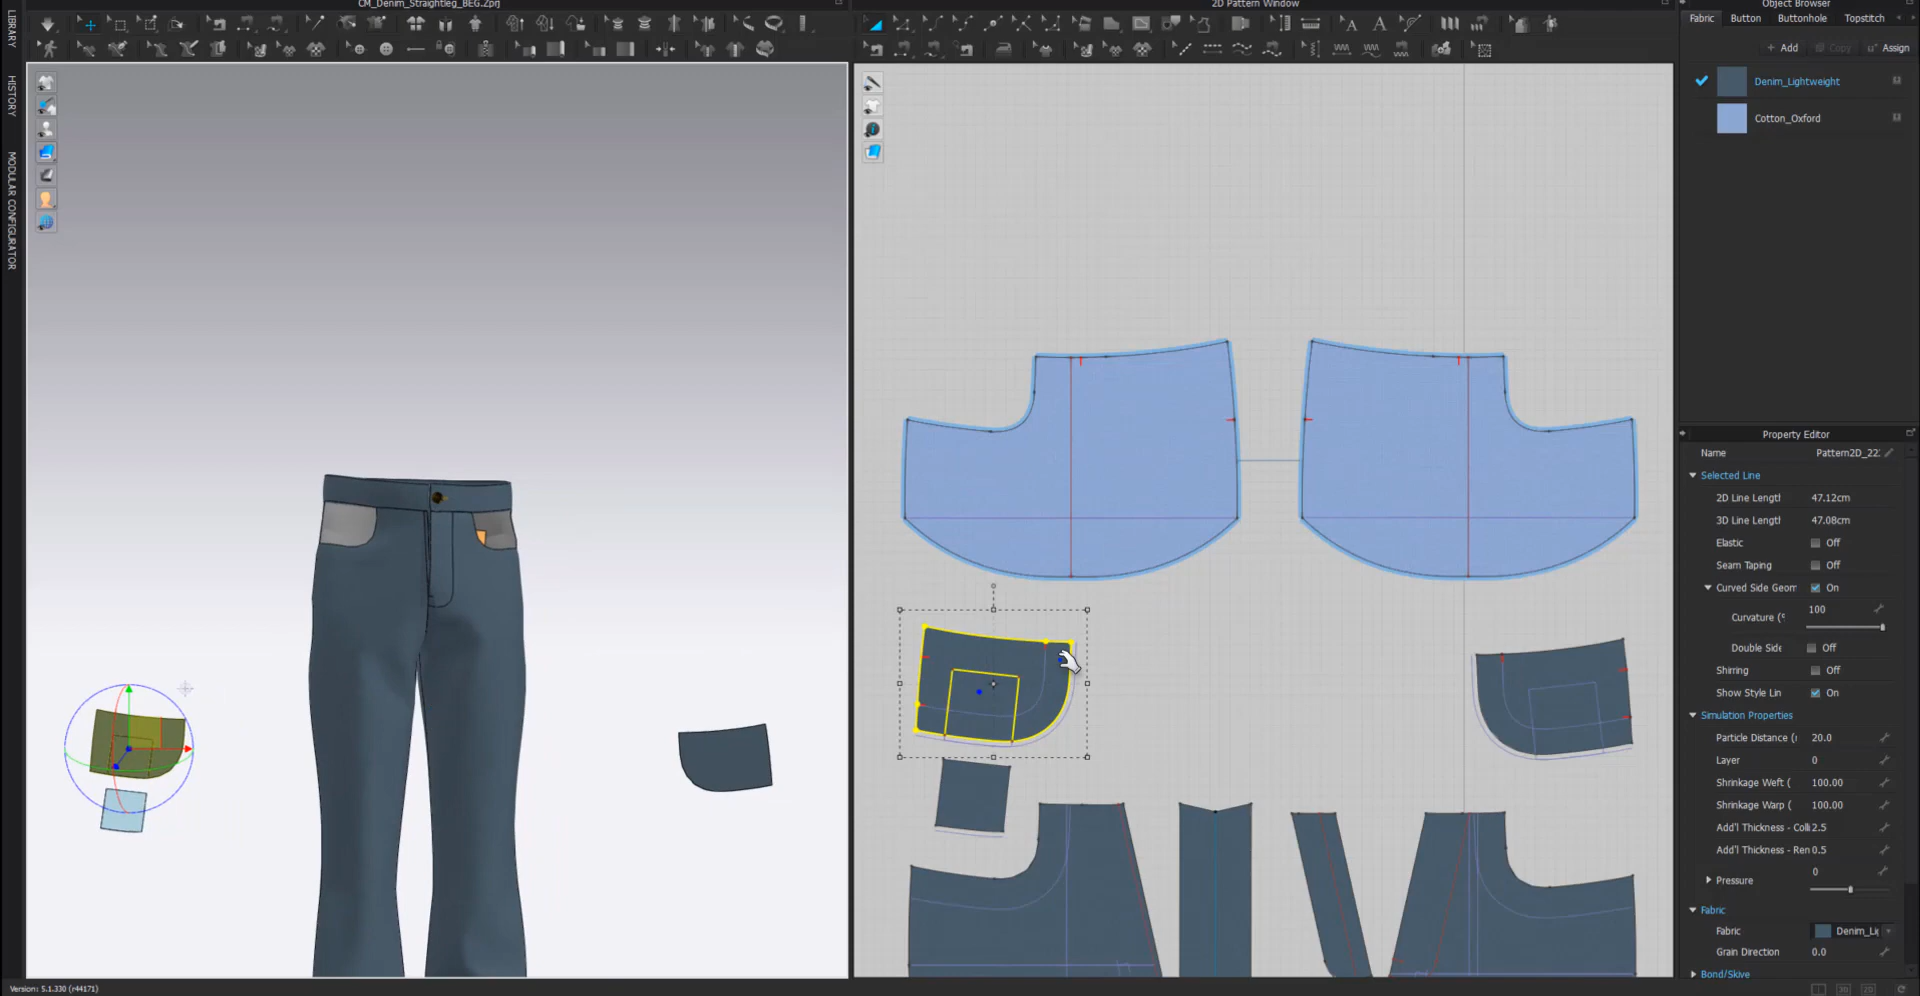 CM_Denim_Straightleg_BEG.Zprj
2D Pattern Window
Object Browser
LIBRARY
HISTORY
MODULAR CONFIGURATOR
Fabric
Button
Buttonhole
Topstitch
Add
Copy
Assign
Denim_Lightweight
Cotton_Oxford
Property Editor
Name
Pattern2D_22
Selected Line
2D Line Lengtl
47.12cm
3D Line Lengtl
47.08cm
Elastic
Off
Seam Taping
Off
Curved Side Geom
On
Curvature (%
100
Double Side
Off
Shirring
Off
Show Style Lin
On
Simulation Properties
Particle Distance (r
20.0
Layer
0
Shrinkage Weft (
100.00
Shrinkage Warp (
100.00
Add'l Thickness - Colli
2.5
Add'l Thickness - Ren
0.5
Pressure
0
Fabric
Fabric
Denim_Li
Grain Direction
0.0
Bond/Skive
Version: 5.1.330 (r44171)
3D
2D